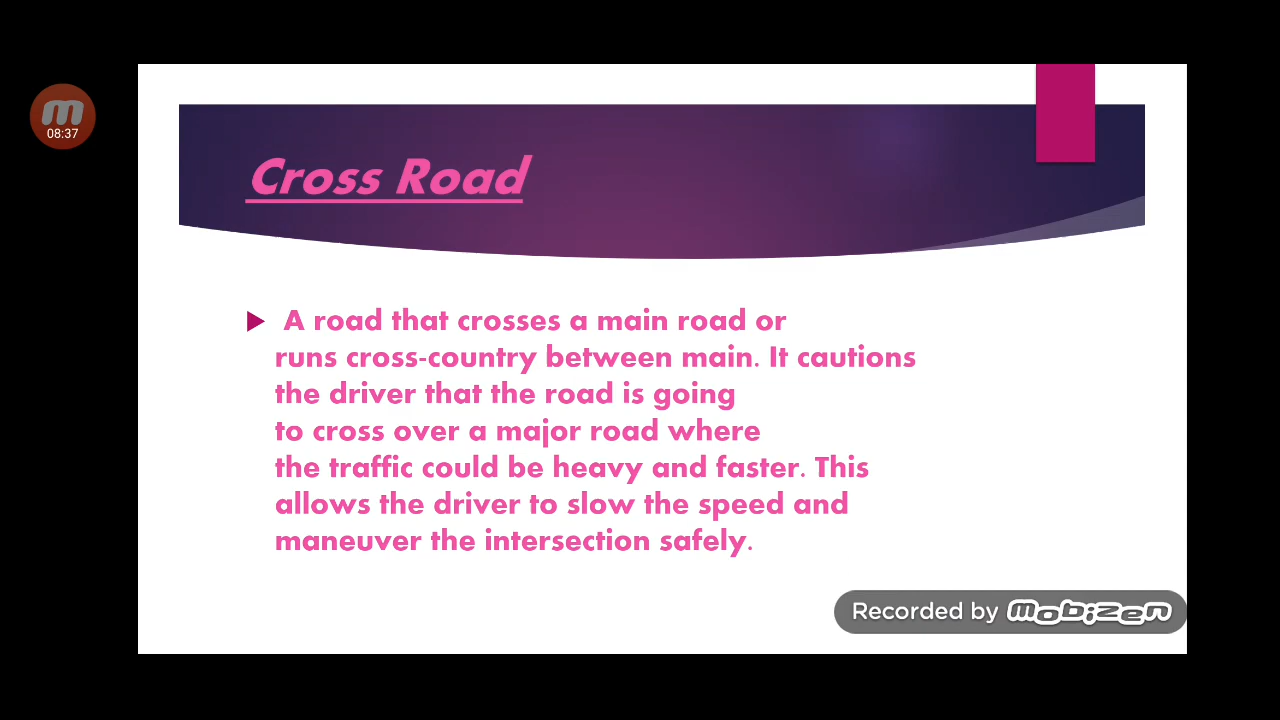 m
08:37
Cross Road
A road that crosses a main road or
runs cross-country between main. It cautions
the driver that the road is going
to cross over a major road where
the traffic could be heavy and faster. This
allows the driver to slow the speed and
maneuver the intersection safely.
Recorded by mobizen